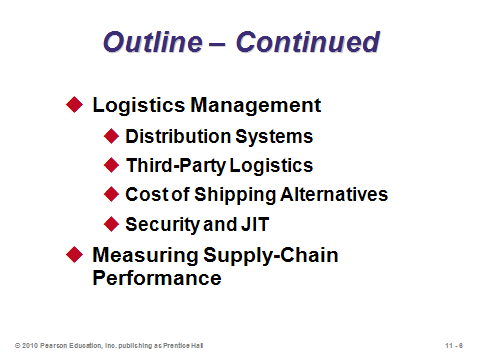 Outline – Continued
Logistics Management
Distribution Systems
Third-Party Logistics
Cost of Shipping Alternatives
Security and JIT
Measuring Supply-Chain
Performance
© 2010 Pearson Education, Inc. publishing as Prentice Hall
11 - 6